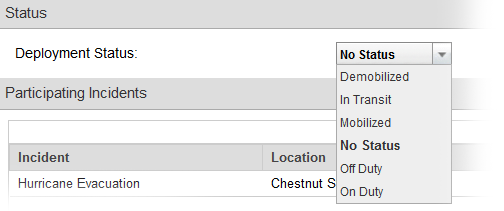 Status
Deployment Status:
No Status
Demobilized
In Transit
Mobilized
No Status
Off Duty
On Duty
Participating Incidents
Incident Location
Hurricane Evacuation Chestnut S